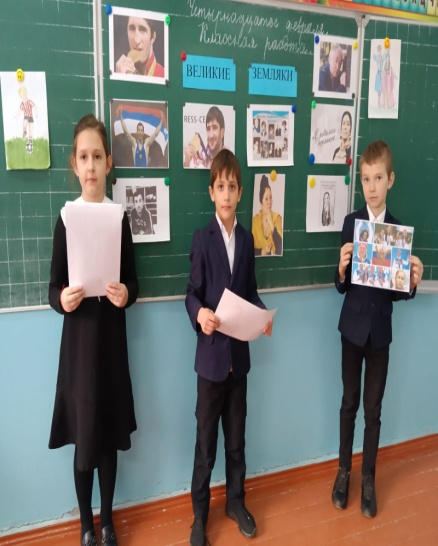 Четырнадцатое февраля.
Классная работа.
ВЕЛИКИЕ
ЗЕМЛЯКИ